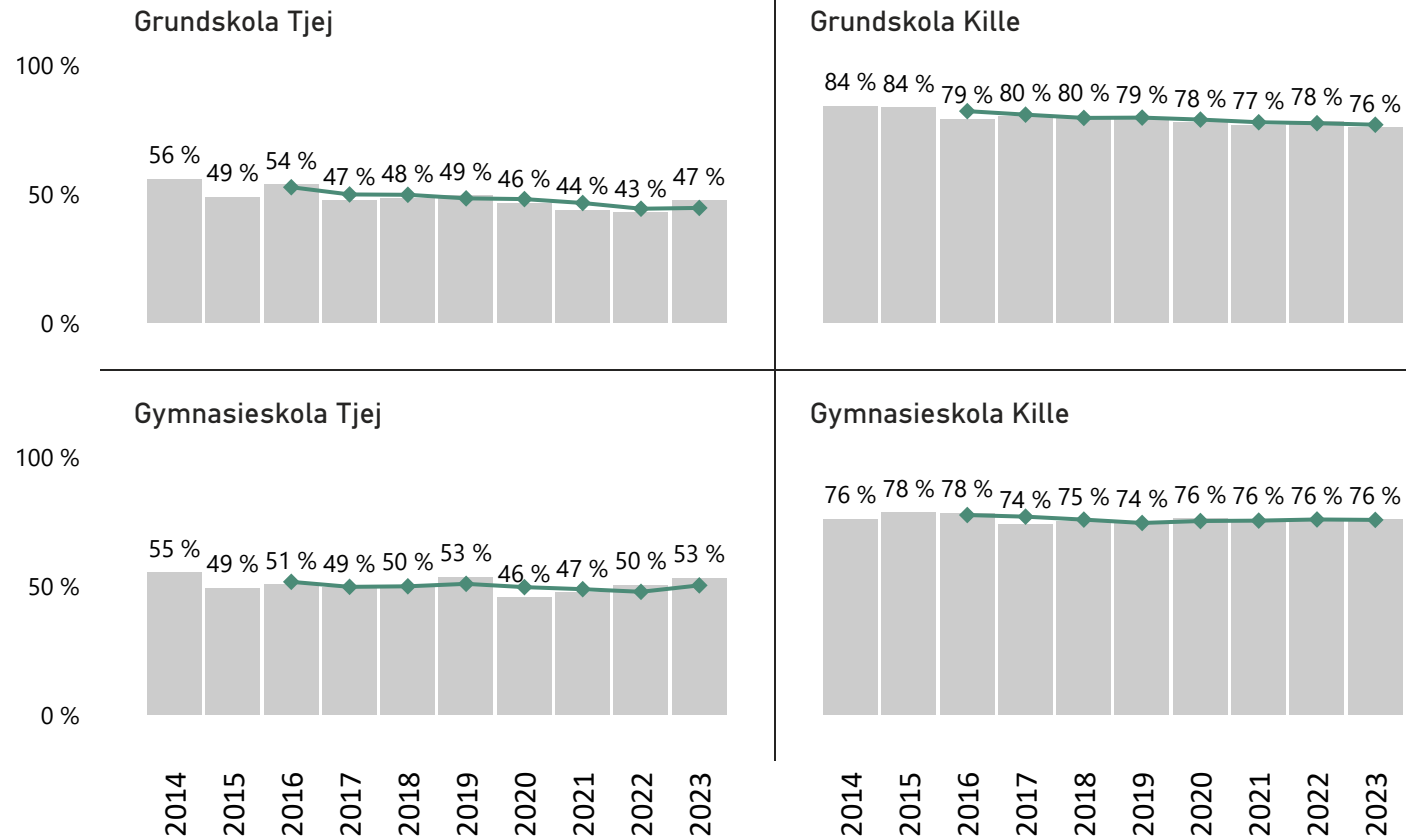 Grundskola Tjej
100 %
50 %
0 %
56 % 49 % 54 % 47 % 48 % 49 % 46 % 44 % 43 % 47 %
Grundskola Kille
84 % 84 % 79 % 80 % 80 % 79 % 78 % 77 % 78 % 76 %
Gymnasieskola Tjej
100 %
50 %
0 %
55 % 49 % 51 % 49 % 50 % 53 % 46 % 47 % 50 % 53 %
Gymnasieskola Kille
76 % 78 % 78 % 74 % 75 % 74 % 76 % 76 % 76 % 76 %
2014 2015 2016 2017 2018 2019 2020 2021 2022 2023
2014 2015 2016 2017 2018 2019 2020 2021 2022 2023